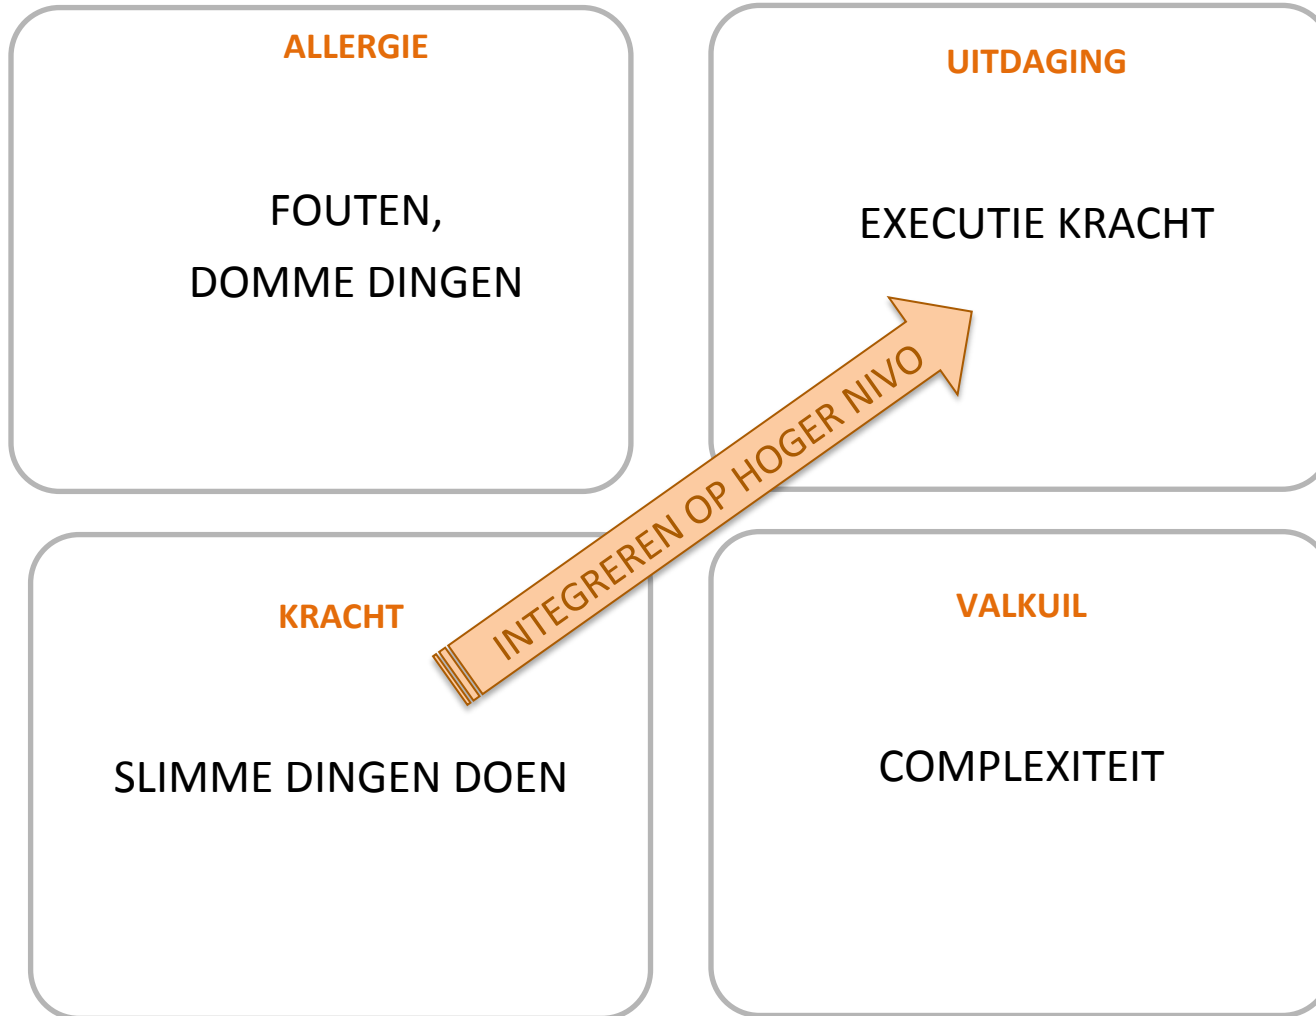 ALLERGIE
FOUTEN,
DOMME DINGEN
UITDAGING
EXECUTIE KRACHT
INTEGREREN OP HOGER NIVO
KRACHT
SLIMME DINGEN DOEN
VALKUIL
COMPLEXITEIT